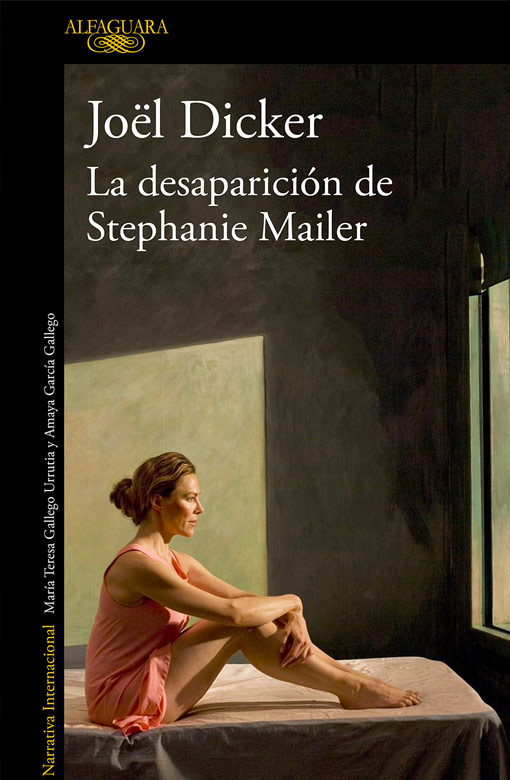 ALFAGUARA
Joël Dicker
La desaparición de
Stephanie Mailer
Narrativa Internacional María Teresa Gallego Urrutia y Amaya García Gallego